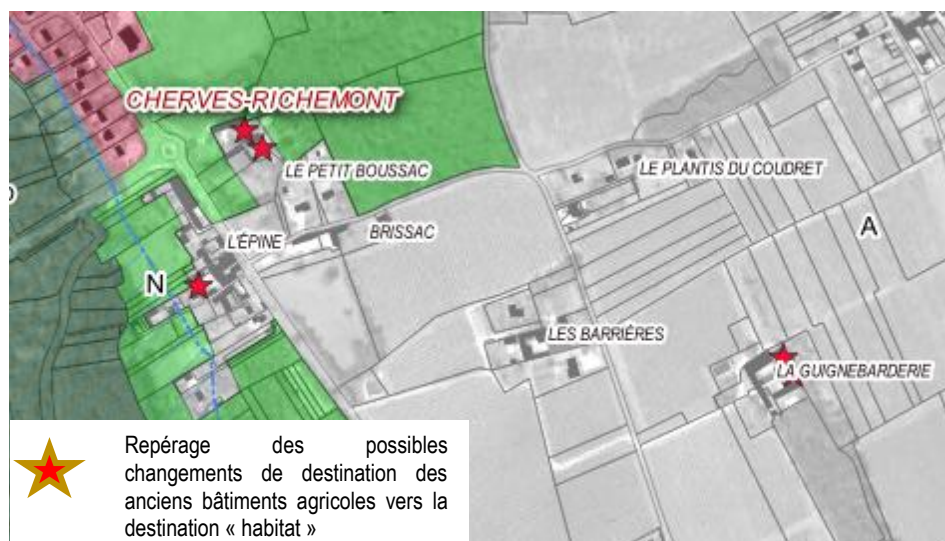 CHERVES-RICHEMONT
LE PETIT BOUSSAC
LE PLANTIS DU COUDRET
L'ÉPINE
BRISSAC
A
N
LES BARRIÈRES
LA GUIGNEBARDERIE
Repérage des possibles
changements de destination des
anciens bâtiments agricoles vers la
destination « habitat »